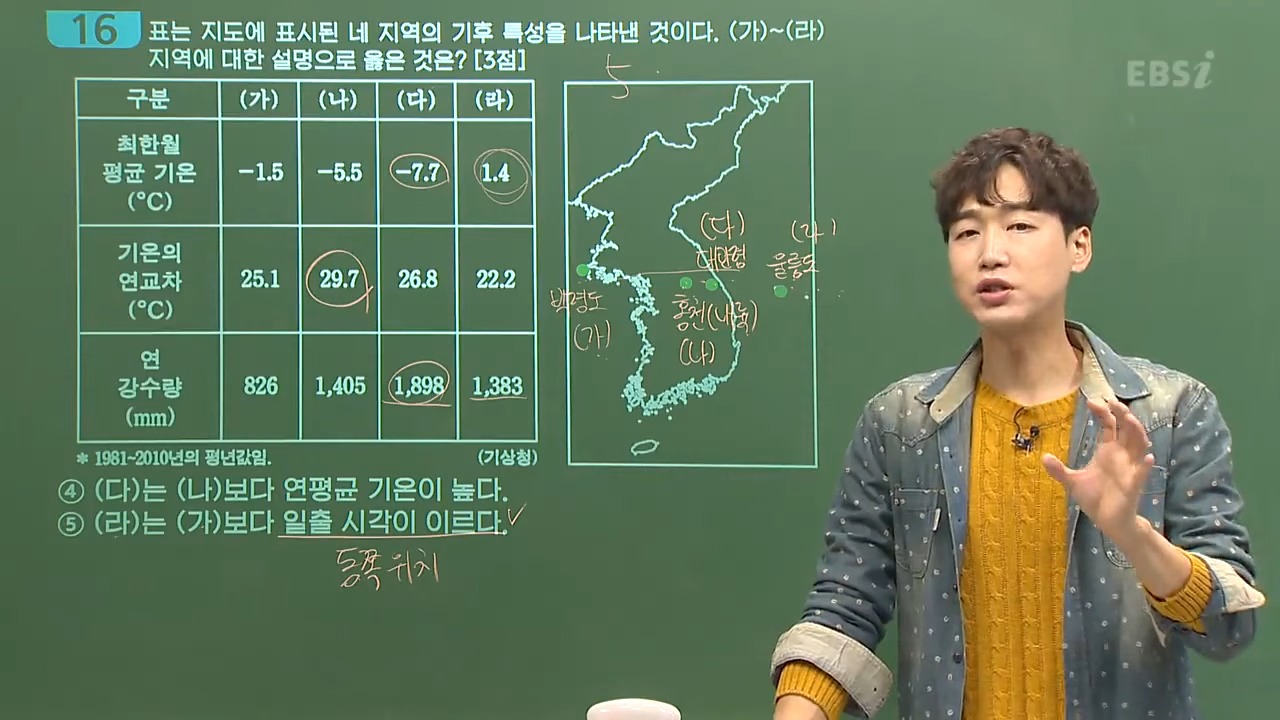 16 표는 지도에 표시된 네 지역의 기후 특성을 나타낸 것이다. (가)~(라)
지역에 대한 설명으로 옳은 것은? [3점]
5
EBSi
구분 (가) (나) (다) (라)
최한월
평균 기온
(℃)
-1.5 -5.5 -7.7 1.4
기온의
연교차
(℃)
25.1 29.7 26.8 22.2
연
강수량
(mm)
826 1,405 1,898 1,383
* 1981~2010년의 평년값임. (기상청)
(다)
대관령
(라)
울릉도
백령도
(가)
홍천(내륙)
(나)
④ (다)는 (나)보다 연평균 기온이 높다.
⑤ (라)는 (가)보다 일출 시각이 이르다.
동쪽 위치